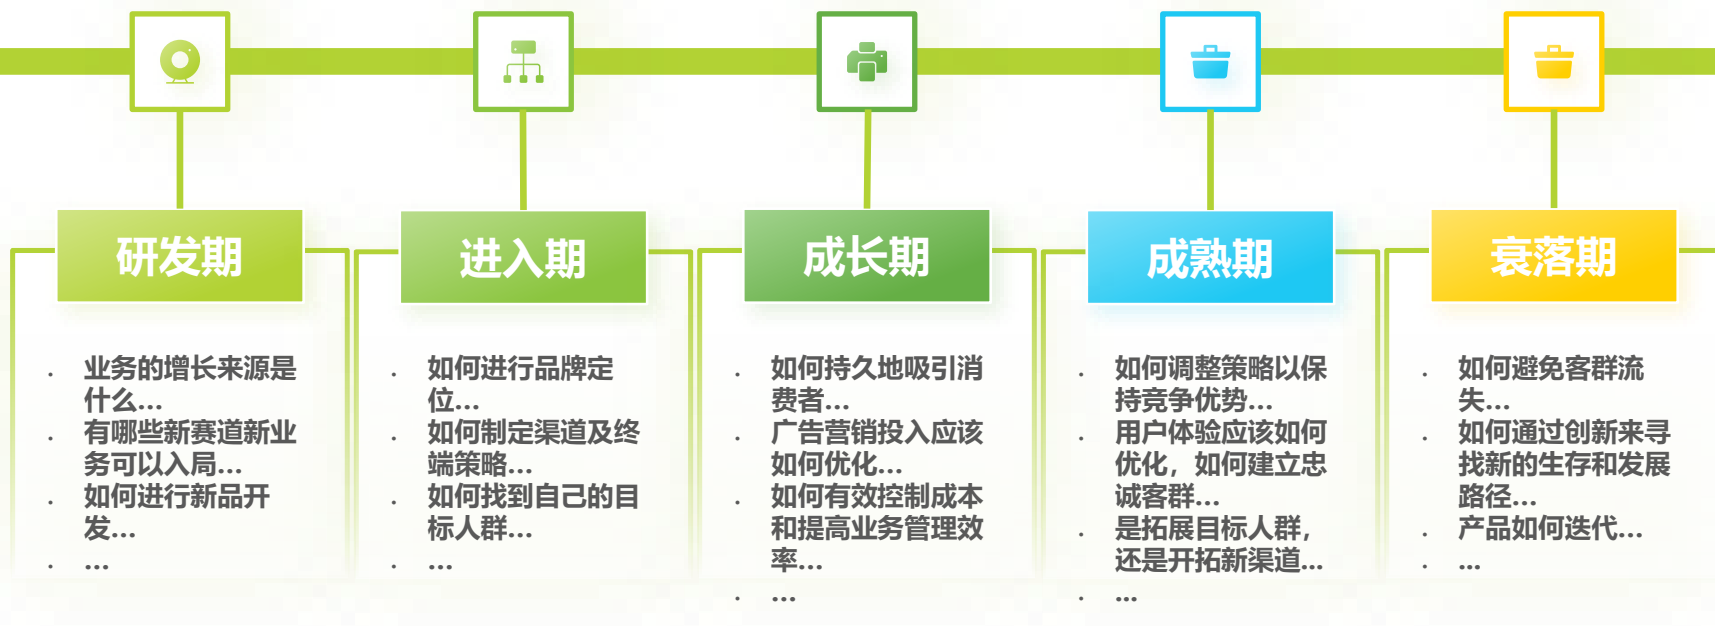 研发期
业务的增长来源是
什么...
有哪些新赛道新业
务可以入局...
如何进行新品开
发...
...
进入期
如何进行品牌定
位...
如何制定渠道及终
端策略...
如何找到自己的目
标人群...
...
成长期
如何持久地吸引消
费者...
广告营销投入应该
如何优化...
如何有效控制成本
和提高业务管理效
率...
...
成熟期
如何调整策略以保
持竞争优势...
用户体验应该如何
优化，如何建立忠
诚客群...
是拓展目标人群，
还是开拓新渠道...
...
衰落期
如何避免客群流
失...
如何通过创新来寻
找新的生存和发展
路径...
产品如何迭代...
...